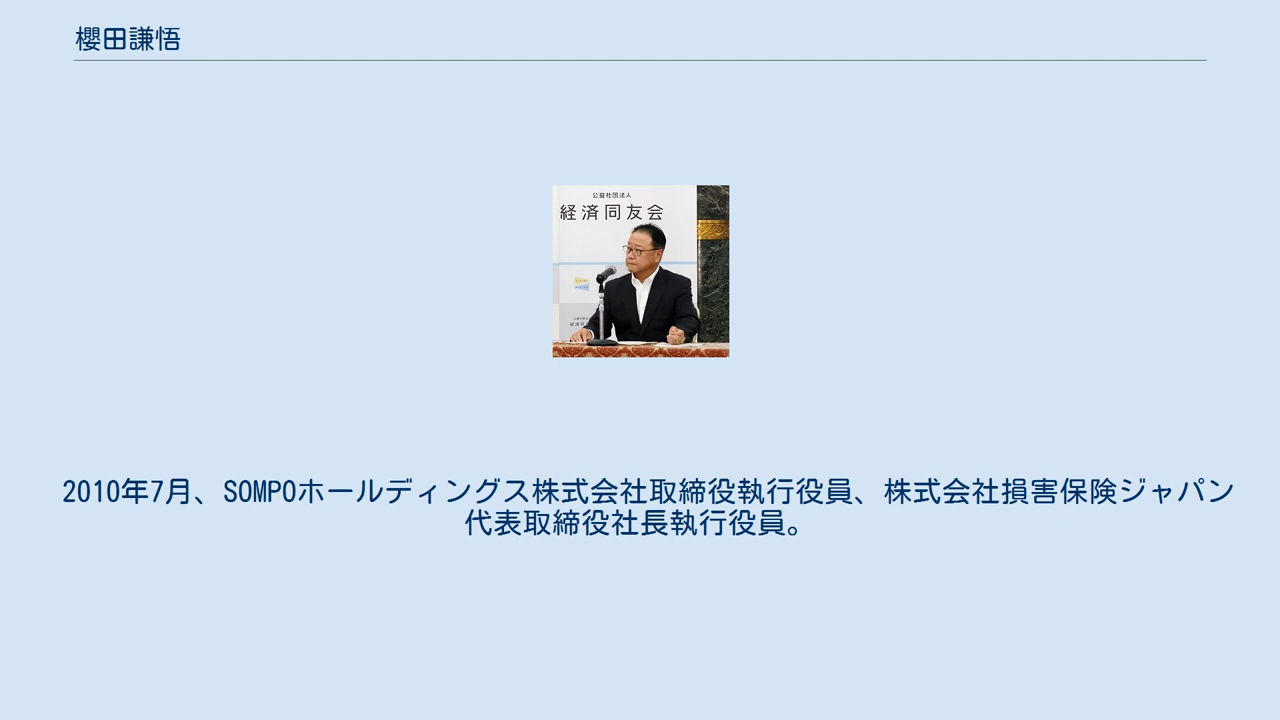 櫻田謙悟
公益社団法人
経済同友会
2010年7月、SOMPOホールディングス株式会社取締役執行役員、株式会社損害保険ジャパン
代表取締役社長執行役員。